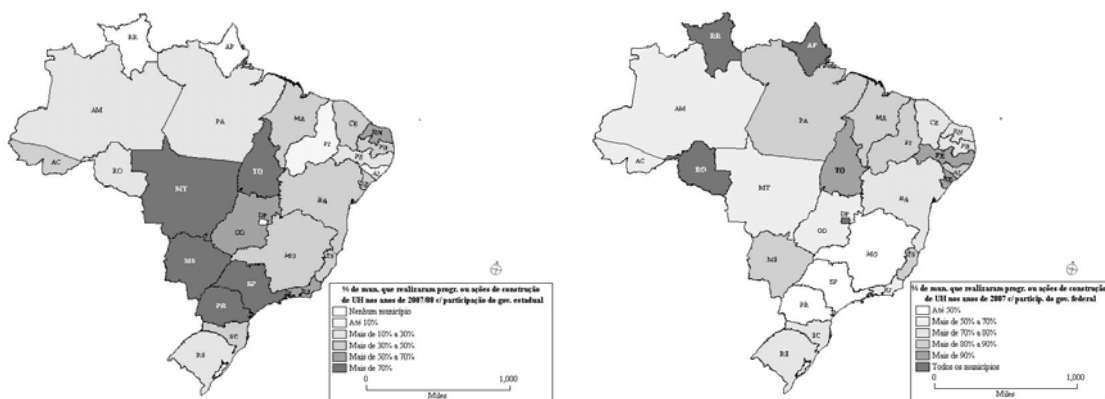 RR
AP
AM
PA
MA
CE
RN
PB
PE
PI
AL
AC
RO
TO
MT
BA
DF
GO
MG
ES
MS
SP
RJ
PR
SC
RS
% de mun. que realizaram progr. ou ações de construção
de UH nos anos de 2007/08 c/ participação do gov. estadual
Nenhum município
Até 10%
Mais de 10% a 30%
Mais de 30% a 50%
Mais de 50% a 70%
Mais de 70%
0
1,000
Miles
RR
AP
AM
PA
MA
CE
RN
PB
PE
PI
AL
SE
AC
RO
TO
MT
BA
DF
GO
MG
ES
MS
SP
RJ
PR
SC
RS
% de mun. que realizaram progr. ou ações de construção
de UH nos anos de 2007 c/ particip. do gov. federal
Até 50%
Mais de 50% a 70%
Mais de 70% a 80%
Mais de 80% a 90%
Mais de 90%
Todos os municípios
0
1,000
Miles